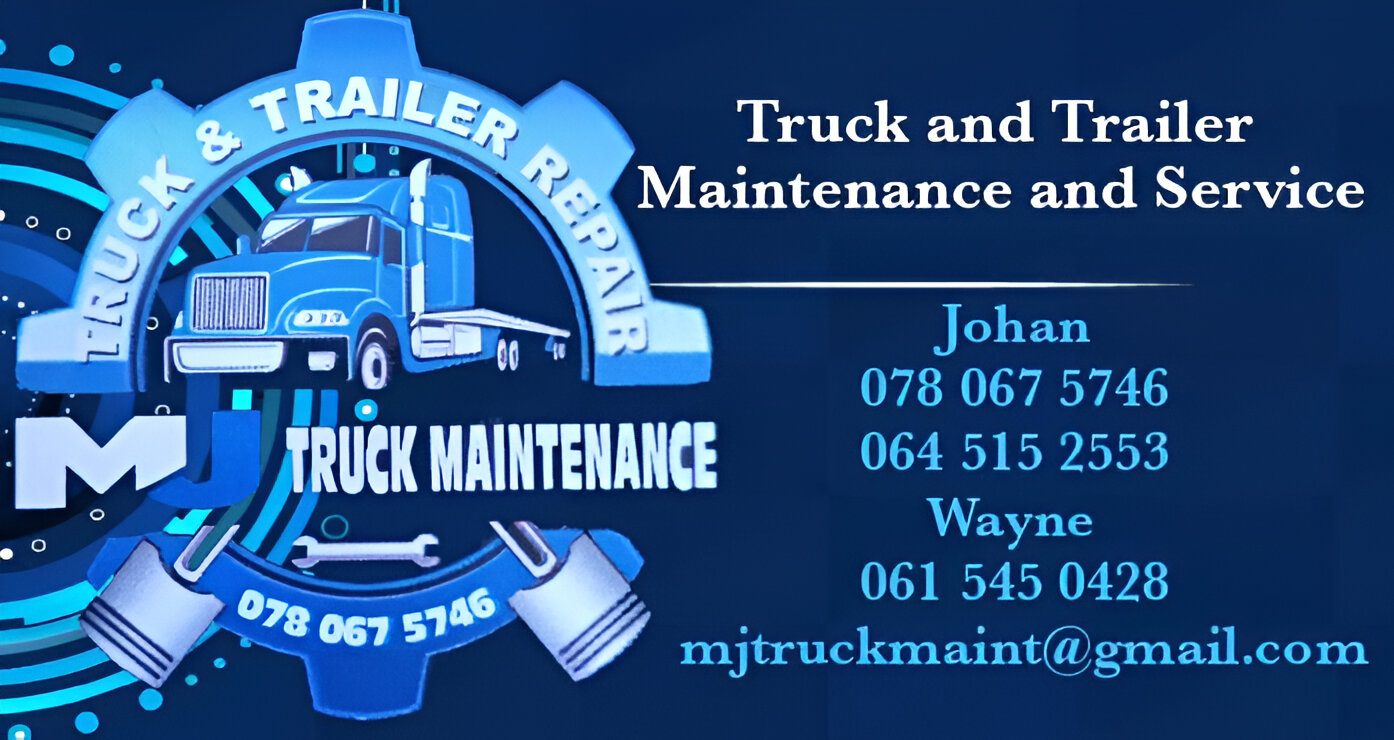 TRUCK & TRAILER REPAIR
MJ TRUCK MAINTENANCE
078 067 5746
Truck and Trailer
Maintenance and Service
Johan
078 067 5746
064 515 2553
Wayne
061 545 0428
mjtruckmaint@gmail.com